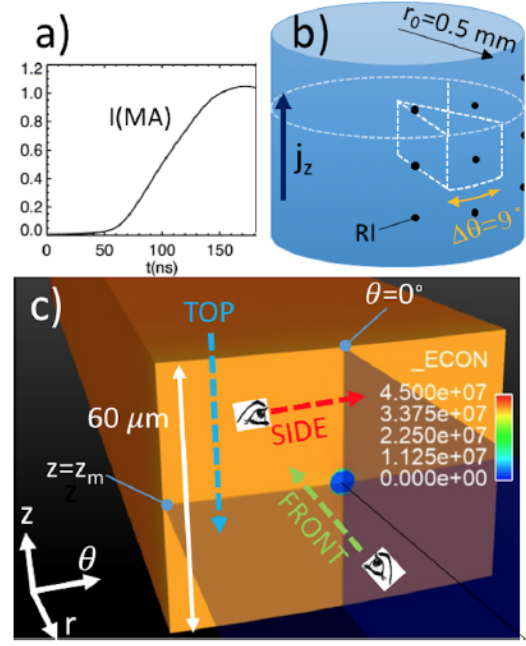 a)
1.2
1.0
0.8
0.6
0.4
0.2
0.0
I(MA)
0 50 100 150
t(ns)
b)
r₀=0.5 mm
j_z
RI
Δθ=9°
c)
TOP
θ=0°
_ECON
4.500e+07
3.375e+07
2.250e+07
1.125e+07
0.000e+00
60 μm
SIDE
z=zₘ
z
FRONT
z
θ
r